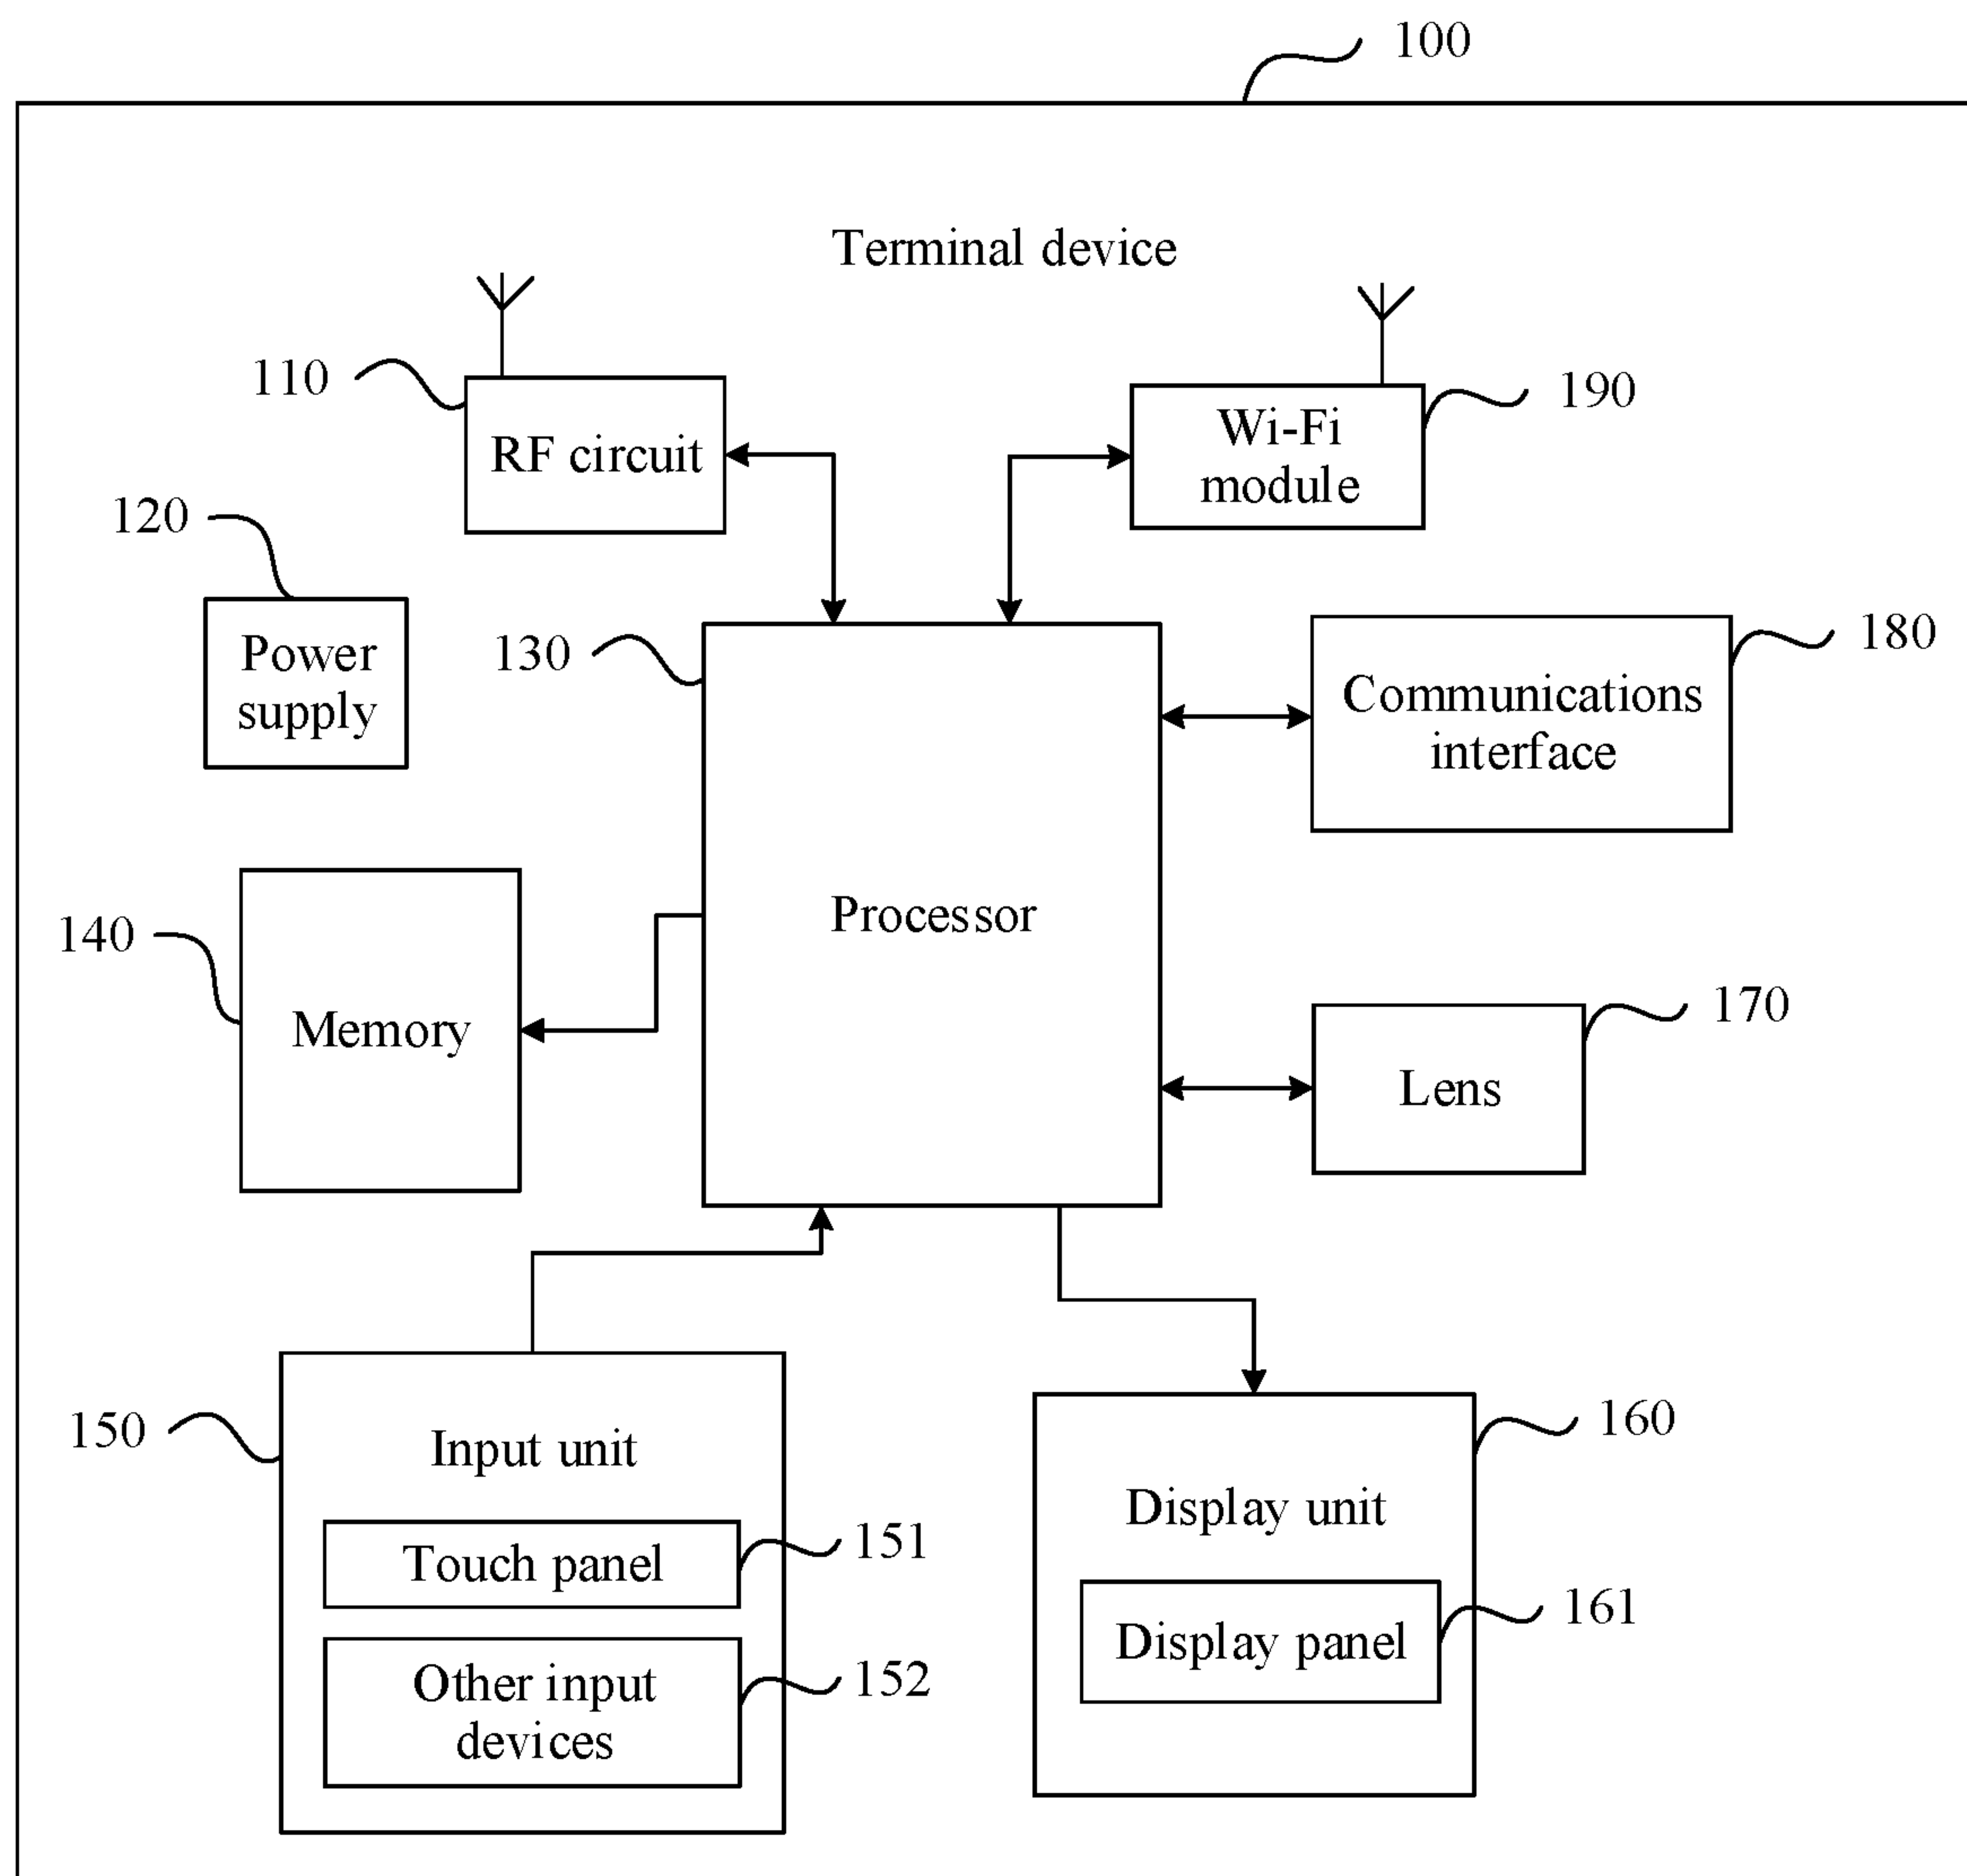 100
Terminal device
110
RF circuit
Wi-Fi
module
190
120
Power
supply
130
Processor
Communications
interface
180
140
Memory
Lens
170
150
Input unit
Touch panel
151
Other input
devices
152
160
Display unit
Display panel
161